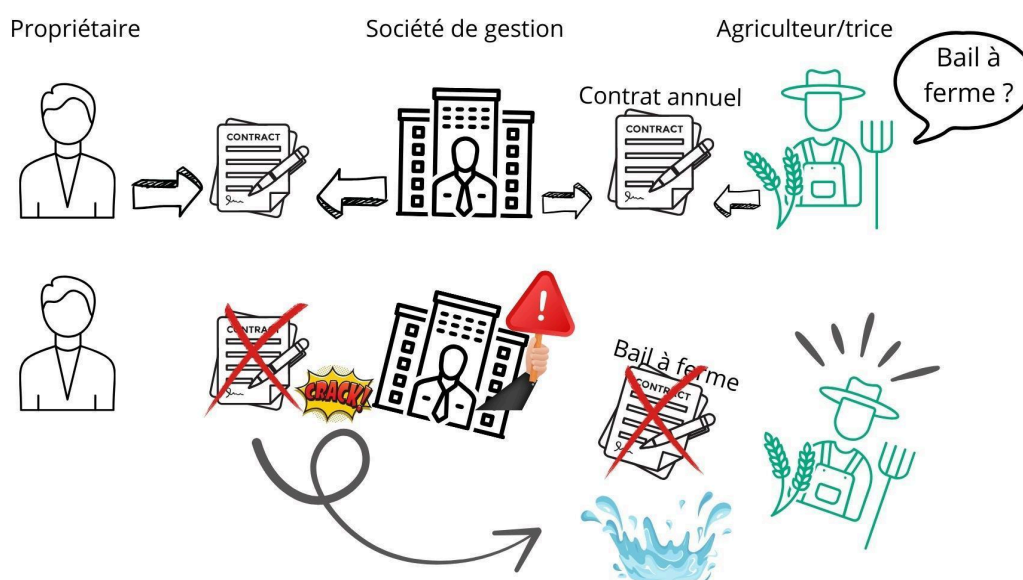 Propriétaire
Société de gestion
Agriculteur/trice
Bail à
ferme ?
Contrat annuel
CONTRACT
CONTRACT
CONTRACT
CRACK!
Bail à ferme
CONTRACT